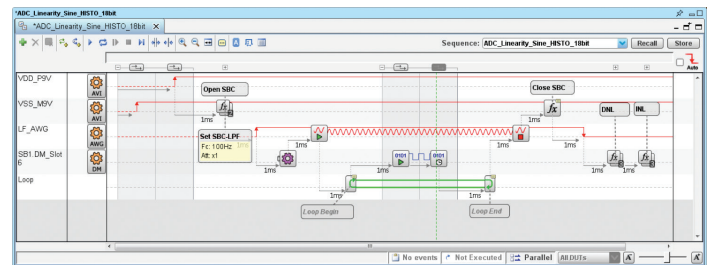 *ADC_Linearity_Sine_HISTO_18bit
*ADC_Linearity_Sine_HISTO_18bit
Sequence: ADC_Linearity_Sine_HISTO_18bit Recall Store
Auto
VDD_P9V
AVI
Open SBC
Close SBC
VSS_M9V
AVI
1ms
1ms
DNL
INL
LF_AWG
AWG
Set SBC-LPF
Fc: 100Hz
Att: x1
1ms
1ms
1ms
SB1.DM_Slot
6
DM
0101
0101
1ms
1ms
1ms
1ms
Loop
1ms
1ms
Loop Begin
Loop End
No events Not Executed Parallel All DUTs